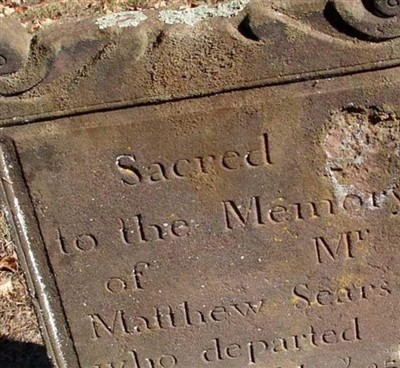 Sacred
to the Memory
of Mr
Matthew Sears
who departed